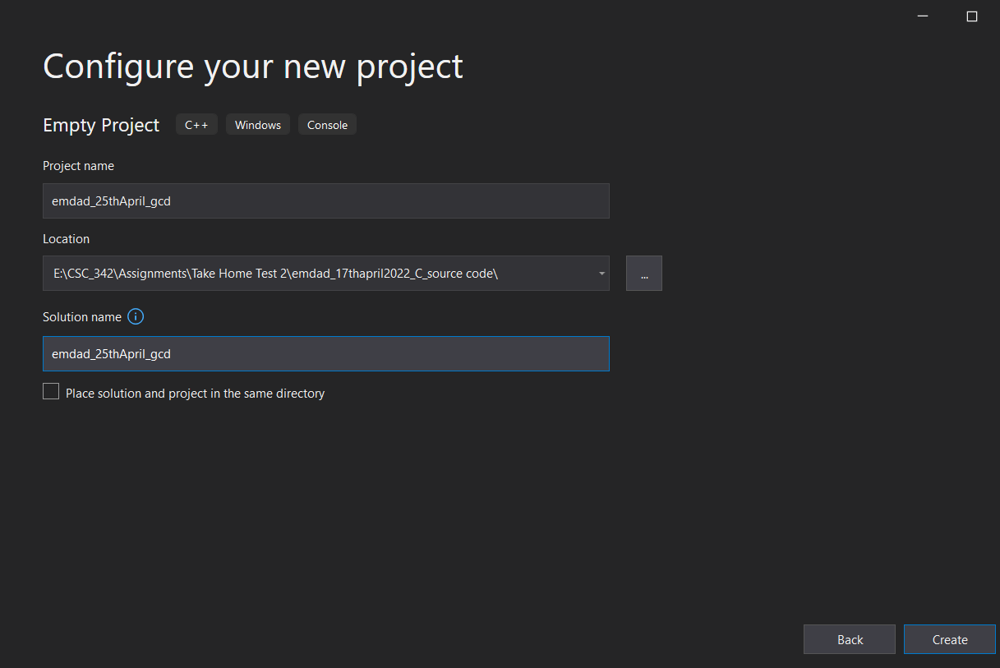 Configure your new project
Empty Project C++ Windows Console
Project name
emdad_25thApril_gcd
Location
E:\CSC_342\Assignments\Take Home Test 2\emdad_17thapril2022_C_source code\
...
Solution name
emdad_25thApril_gcd
Place solution and project in the same directory
Back Create